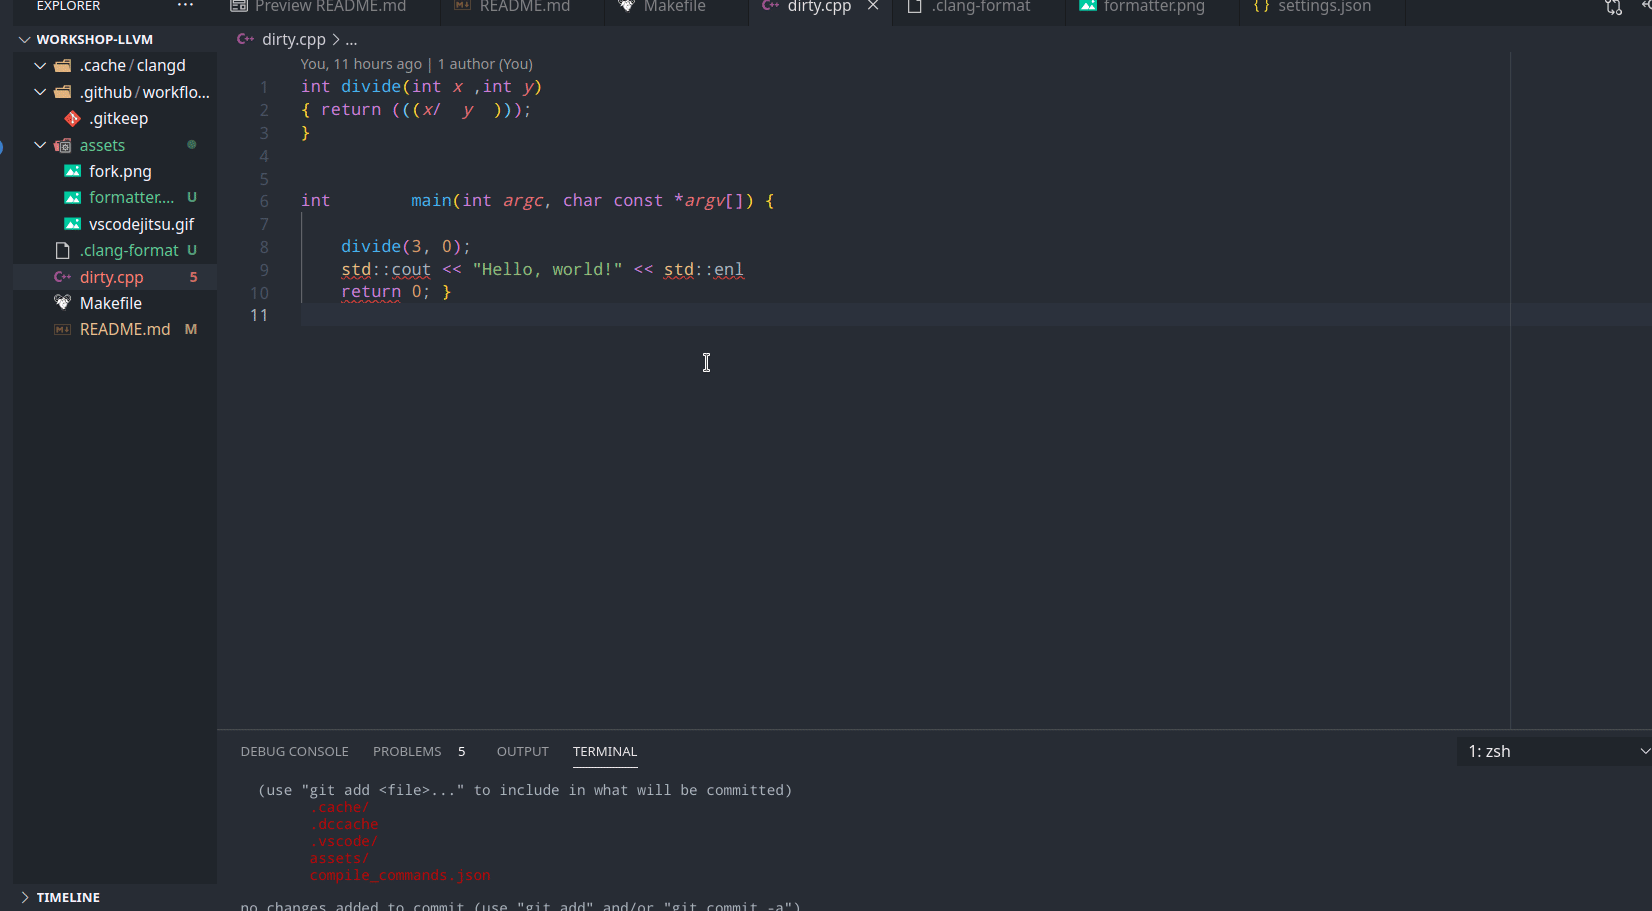 EXPLORER ···
Preview README.md README.md Makefile dirty.cpp .clang-format formatter.png settings.json
WORKSHOP-LLVM
.cache/clangd
.github/workflo...
.gitkeep
assets
fork.png
formatter.... U
vscodejitsu.gif
.clang-format U
dirty.cpp 5
Makefile
README.md M
TIMELINE
dirty.cpp > ...
You, 11 hours ago | 1 author (You)
1 int divide(int x ,int y)
2 { return (((x/  y  )));
3 }
4
5
6 int        main(int argc, char const *argv[]) {
7
8     divide(3, 0);
9     std::cout << "Hello, world!" << std::enl
10     return 0; }
11
DEBUG CONSOLE PROBLEMS 5 OUTPUT TERMINAL 1: zsh
(use "git add <file>..." to include in what will be committed)
.cache/
.dccache
.vscode/
assets/
compile_commands.json
no changes added to commit (use "git add" and/or "git commit -a")